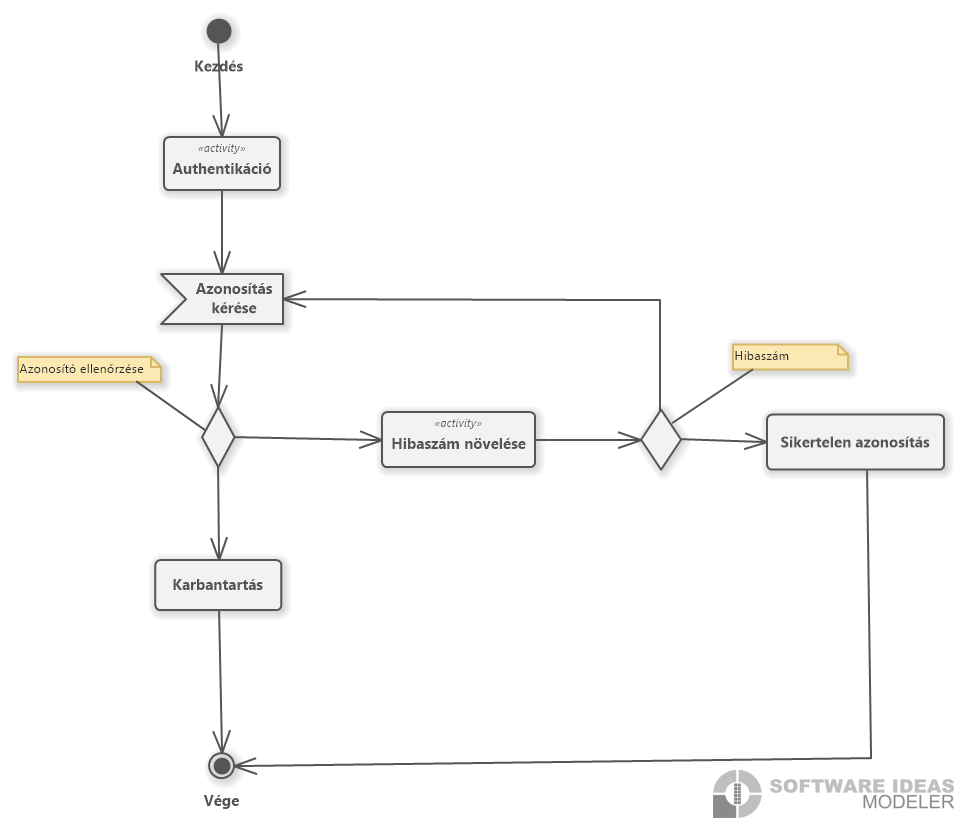 Kezdés
«activity»
Authentikáció
Azonosítás
kérése
Azonosító ellenőrzése
Hibaszám
«activity»
Hibaszám növelése
Sikertelen azonosítás
Karbantartás
Vége
SOFTWARE IDEAS
MODELER